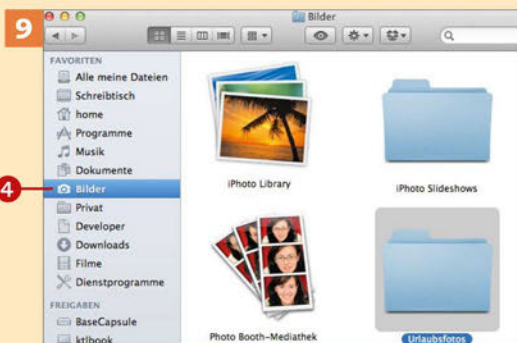 9
Bilder
FAVORITEN
Alle meine Dateien
Schreibtisch
home
Programme
Musik
Dokumente
4
Bilder
Privat
Developer
Downloads
Filme
Dienstprogramme
FREIGABEN
BaseCapsule
ktlbook
iPhoto Library
iPhoto Slideshows
Photo Booth-Mediathek
Urlaubsfotos